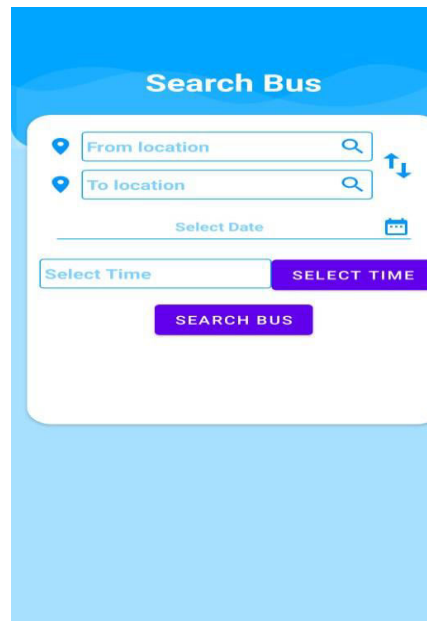 Search Bus
From location
To location
Select Date
Select Time SELECT TIME
SEARCH BUS